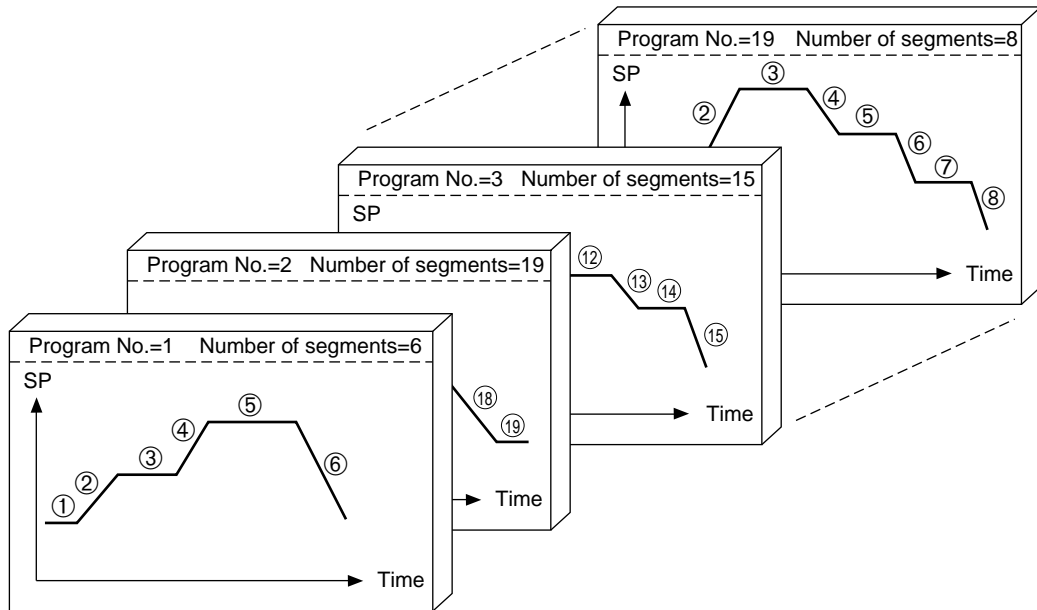 Program No.=19 Number of segments=8
SP
②
③
④
⑤
⑥
⑦
⑧
Time
Program No.=3 Number of segments=15
SP
⑫
⑬
⑭
⑮
Time
Program No.=2 Number of segments=19
⑱
⑲
Time
Program No.=1 Number of segments=6
SP
①
②
③
④
⑤
⑥
Time